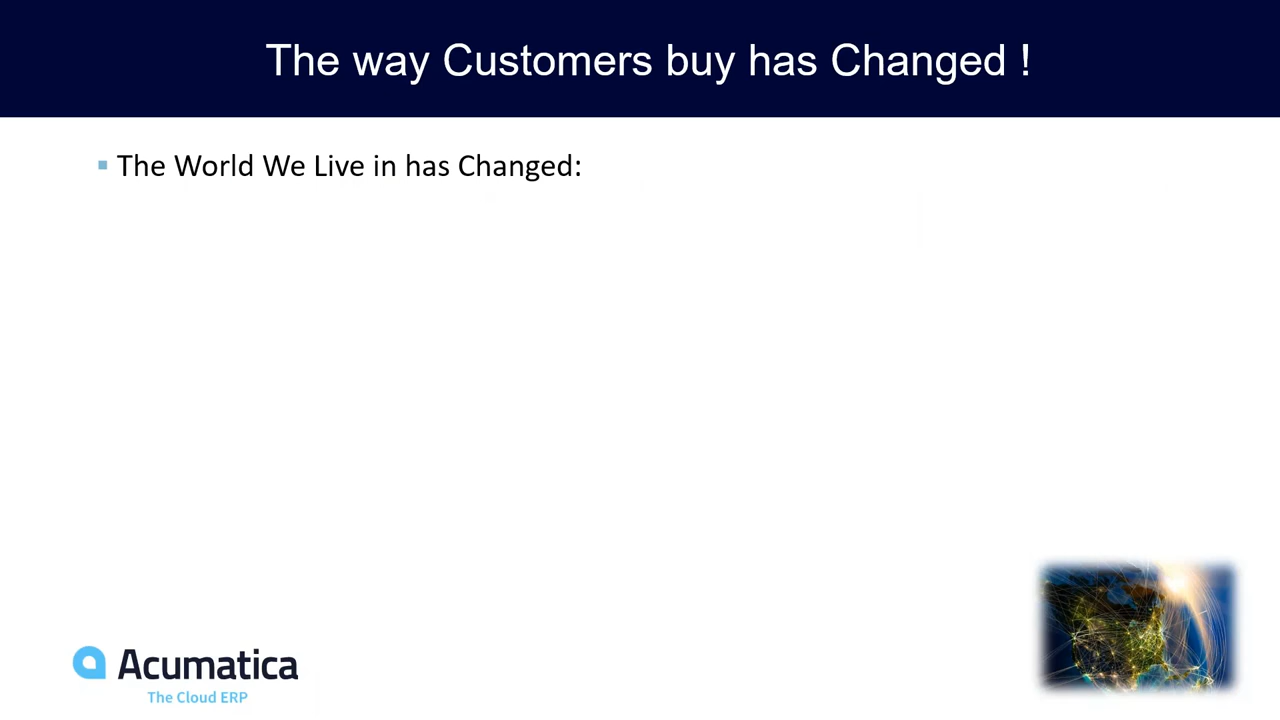 The way Customers buy has Changed !
The World We Live in has Changed:
Acumatica
The Cloud ERP